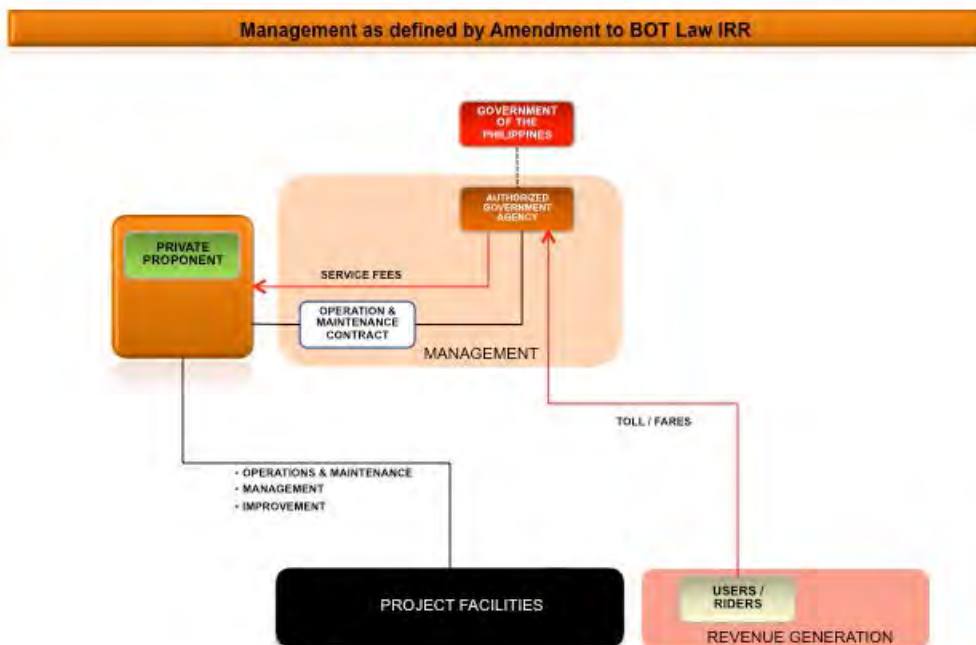 Management as defined by Amendment to BOT Law IRR
GOVERNMENT
OF THE
PHILIPPINES
AUTHORIZED
GOVERNMENT
AGENCY
PRIVATE
PROPONENT
SERVICE FEES
OPERATION &
MAINTENANCE
CONTRACT
MANAGEMENT
TOLL / FARES
· OPERATIONS & MAINTENANCE
· MANAGEMENT
· IMPROVEMENT
PROJECT FACILITIES
USERS /
RIDERS
REVENUE GENERATION